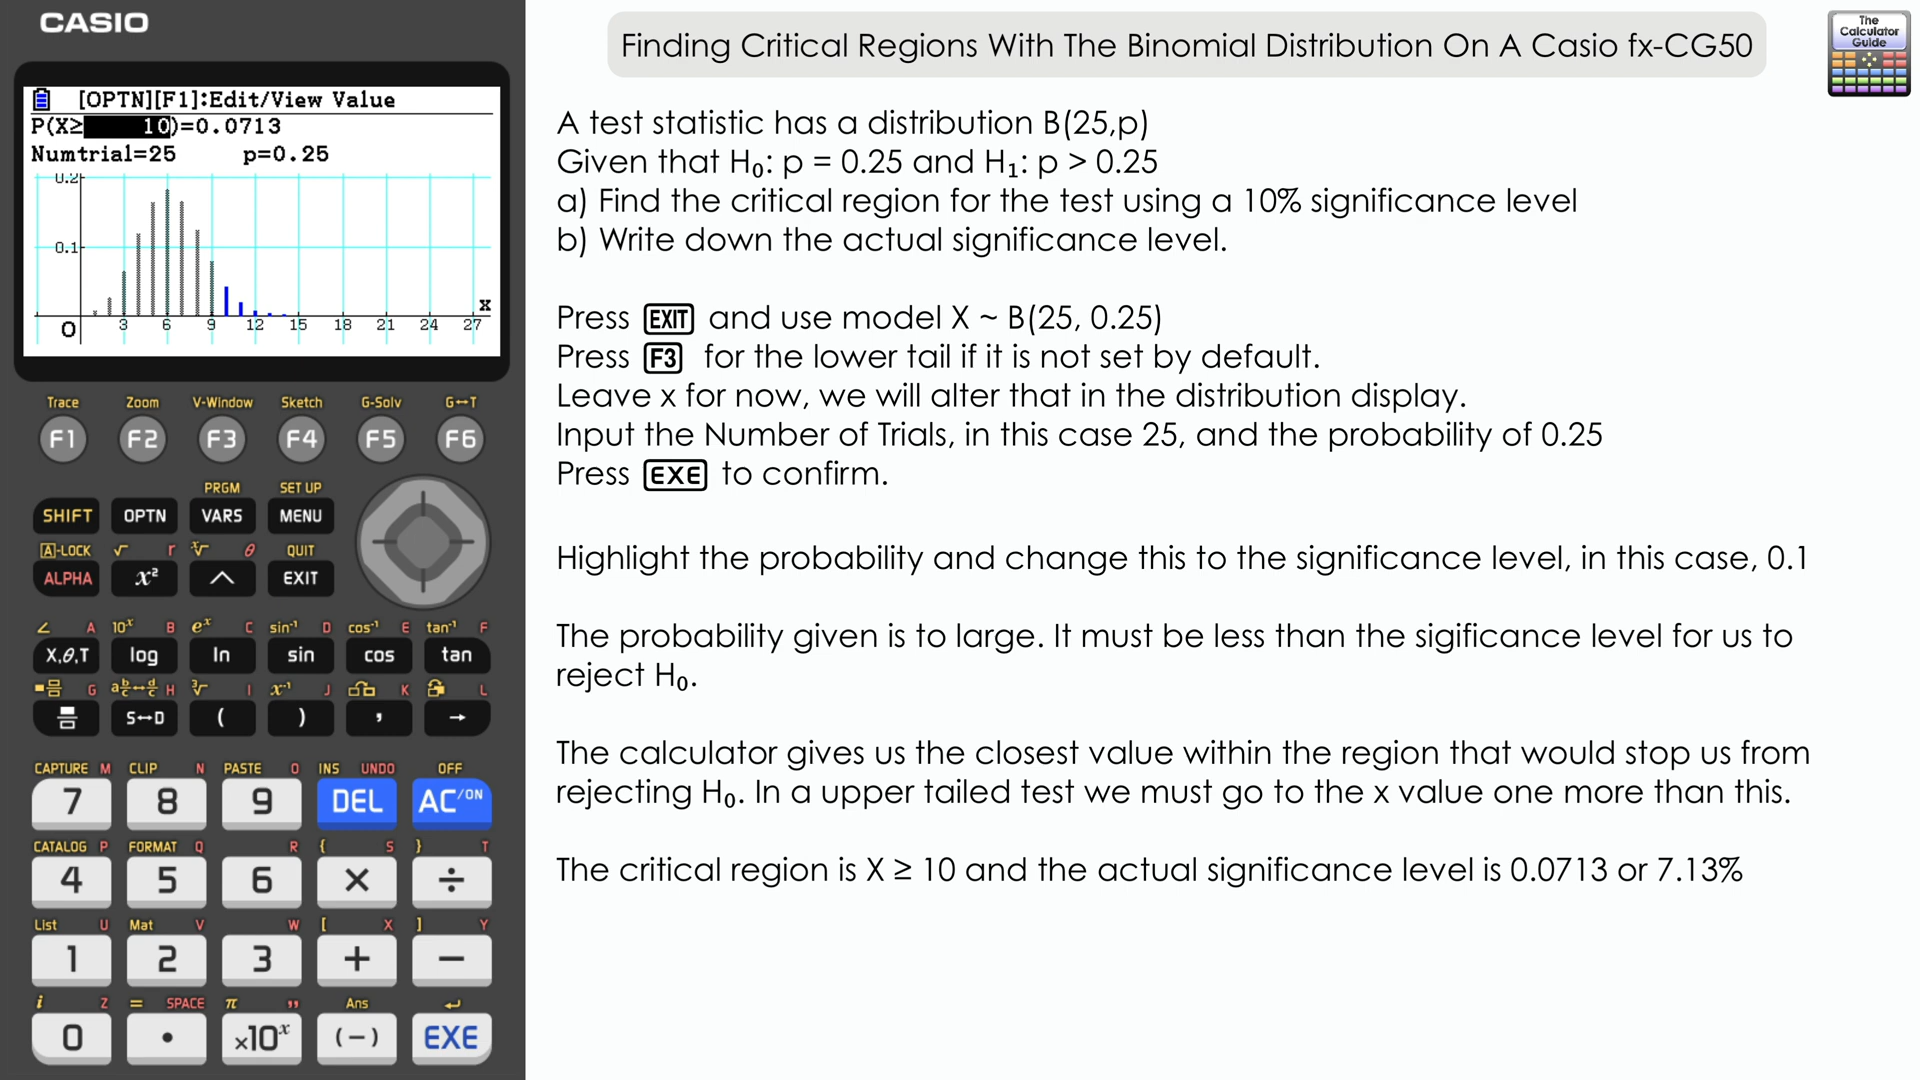 CASIO
[OPTN][F1]:Edit/View Value
P(X≥ 10)=0.0713
Numtrial=25 p=0.25
0.2
0.1
x
O 3 6 9 12 15 18 21 24 27
Trace Zoom V-Window Sketch G-Solv G↔T
F1 F2 F3 F4 F5 F6
PRGM SET UP
SHIFT OPTN VARS MENU
A-LOCK √ r ˣ√ θ QUIT
ALPHA x² ^ EXIT
∠ A 10ˣ B eˣ C sin⁻¹ D cos⁻¹ E tan⁻¹ F
X,θ,T log ln sin cos tan
G a b/c↔d/c H ³√ I x⁻¹ J K L
S↔D ( ) , →
CAPTURE M CLIP N PASTE O INS UNDO OFF
7 8 9 DEL AC/ON
CATALOG P FORMAT Q R { S } T
4 5 6 × ÷
List U Mat V W [ X ] Y
1 2 3 + −
i Z = SPACE π " Ans ↵
0 • ×10ˣ (−) EXE
Finding Critical Regions With The Binomial Distribution On A Casio fx-CG50
The
Calculator
Guide
A test statistic has a distribution B(25,p)
Given that H₀: p = 0.25 and H₁: p > 0.25
a) Find the critical region for the test using a 10% significance level
b) Write down the actual significance level.
Press EXIT and use model X ~ B(25, 0.25)
Press F3 for the lower tail if it is not set by default.
Leave x for now, we will alter that in the distribution display.
Input the Number of Trials, in this case 25, and the probability of 0.25
Press EXE to confirm.
Highlight the probability and change this to the significance level, in this case, 0.1
The probability given is to large. It must be less than the sigificance level for us to
reject H₀.
The calculator gives us the closest value within the region that would stop us from
rejecting H₀. In a upper tailed test we must go to the x value one more than this.
The critical region is X ≥ 10 and the actual significance level is 0.0713 or 7.13%